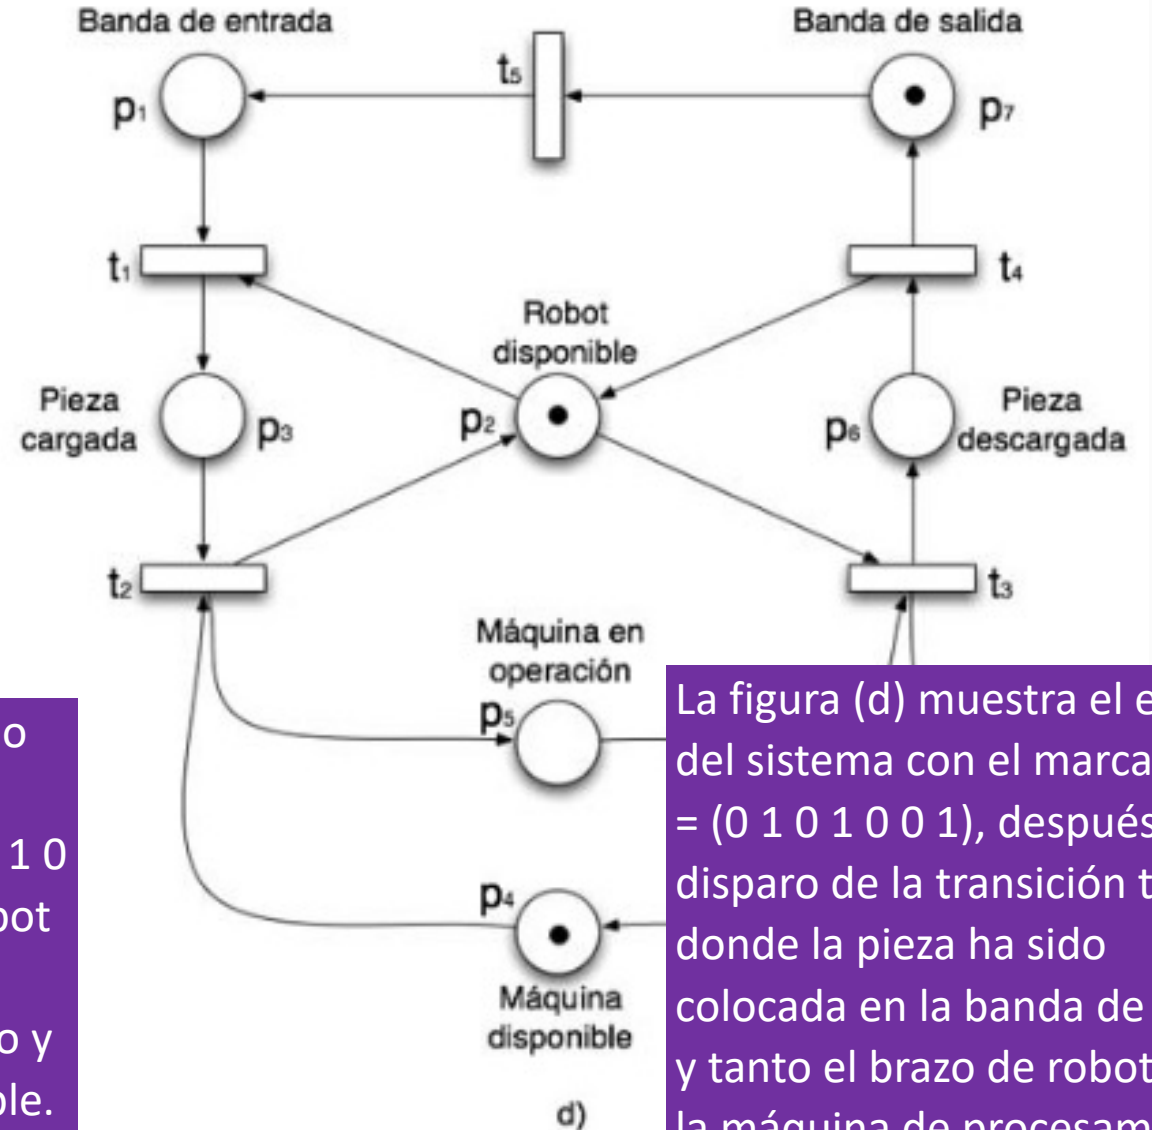 Banda de entrada
Banda de salida
t5
p1
p7
t1
t4
Robot
disponible
Pieza
cargada
p3
p2
p6
Pieza
descargada
t2
t3
Máquina en
operación
p5
p4
Máquina
disponible
d)
o
1 0
o y
La figura (d) muestra el
del sistema con el
= (0 1 0 1 0 0 1), después
disparo de la transición
donde la pieza ha sido
colocada en la banda de
y tanto el brazo de robot
la máquina de